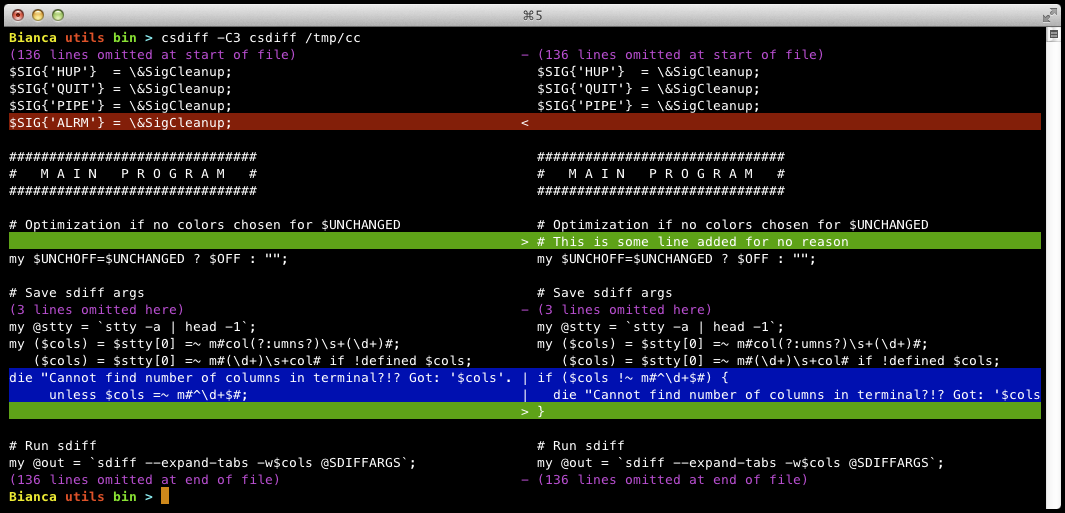 ⌘5
Bianca utils bin > csdiff -C3 csdiff /tmp/cc
(136 lines omitted at start of file) - (136 lines omitted at start of file)
$SIG{'HUP'}  = \&SigCleanup; $SIG{'HUP'}  = \&SigCleanup;
$SIG{'QUIT'} = \&SigCleanup; $SIG{'QUIT'} = \&SigCleanup;
$SIG{'PIPE'} = \&SigCleanup; $SIG{'PIPE'} = \&SigCleanup;
$SIG{'ALRM'} = \&SigCleanup; <
############################### ###############################
#   M A I N   P R O G R A M   # #   M A I N   P R O G R A M   #
############################### ###############################
# Optimization if no colors chosen for $UNCHANGED # Optimization if no colors chosen for $UNCHANGED
> # This is some line added for no reason
my $UNCHOFF=$UNCHANGED ? $OFF : ""; my $UNCHOFF=$UNCHANGED ? $OFF : "";
# Save sdiff args # Save sdiff args
(3 lines omitted here) - (3 lines omitted here)
my @stty = `stty -a | head -1`; my @stty = `stty -a | head -1`;
my ($cols) = $stty[0] =~ m#col(?:umns?)\s+(\d+)#; my ($cols) = $stty[0] =~ m#col(?:umns?)\s+(\d+)#;
($cols) = $stty[0] =~ m#(\d+)\s+col# if !defined $cols; ($cols) = $stty[0] =~ m#(\d+)\s+col# if !defined $cols;
die "Cannot find number of columns in terminal?!? Got: '$cols'. | if ($cols !~ m#^\d+$#) {
unless $cols =~ m#^\d+$#; | die "Cannot find number of columns in terminal?!? Got: '$cols
> }
# Run sdiff # Run sdiff
my @out = `sdiff --expand-tabs -w$cols @SDIFFARGS`; my @out = `sdiff --expand-tabs -w$cols @SDIFFARGS`;
(136 lines omitted at end of file) - (136 lines omitted at end of file)
Bianca utils bin >